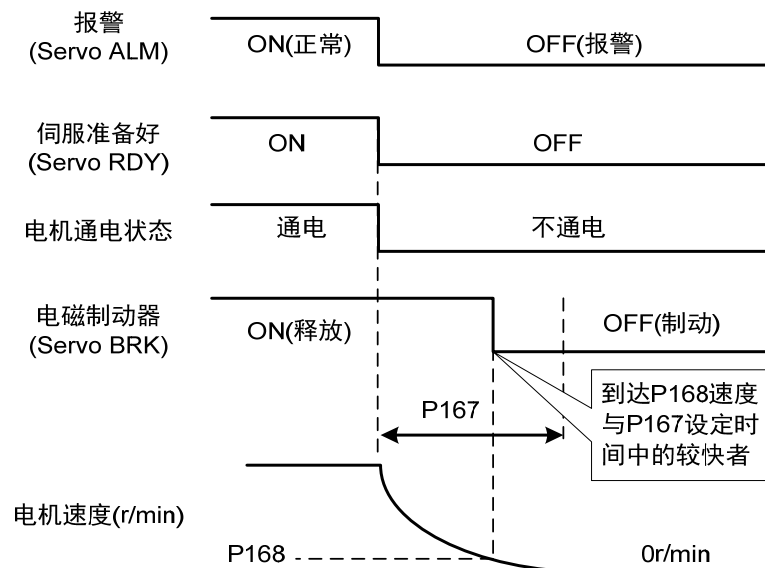 报警
(Servo ALM)
ON(正常)
OFF(报警)
伺服准备好
(Servo RDY)
ON
OFF
电机通电状态
通电
不通电
电磁制动器
(Servo BRK)
ON(释放)
OFF(制动)
P167
到达P168速度
与P167设定时
间中的较快者
电机速度(r/min)
P168
0r/min